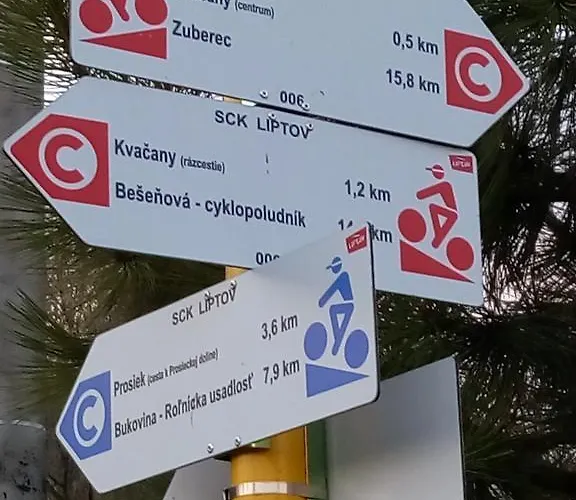 (centrum)
0,5 km
Zuberec
15,8 km
C
006
SCK LIPTOV
LIPTOV
C
Kvačany (rázcestie)
1,2 km
Bešeňová - cyklopoludník
km
SCK LIPTOV
LIPTOV
3,6 km
C
Prosiek (cesta k Prosieckej doline)
Bukovina - Roľnícka usadlosť 7,9 km